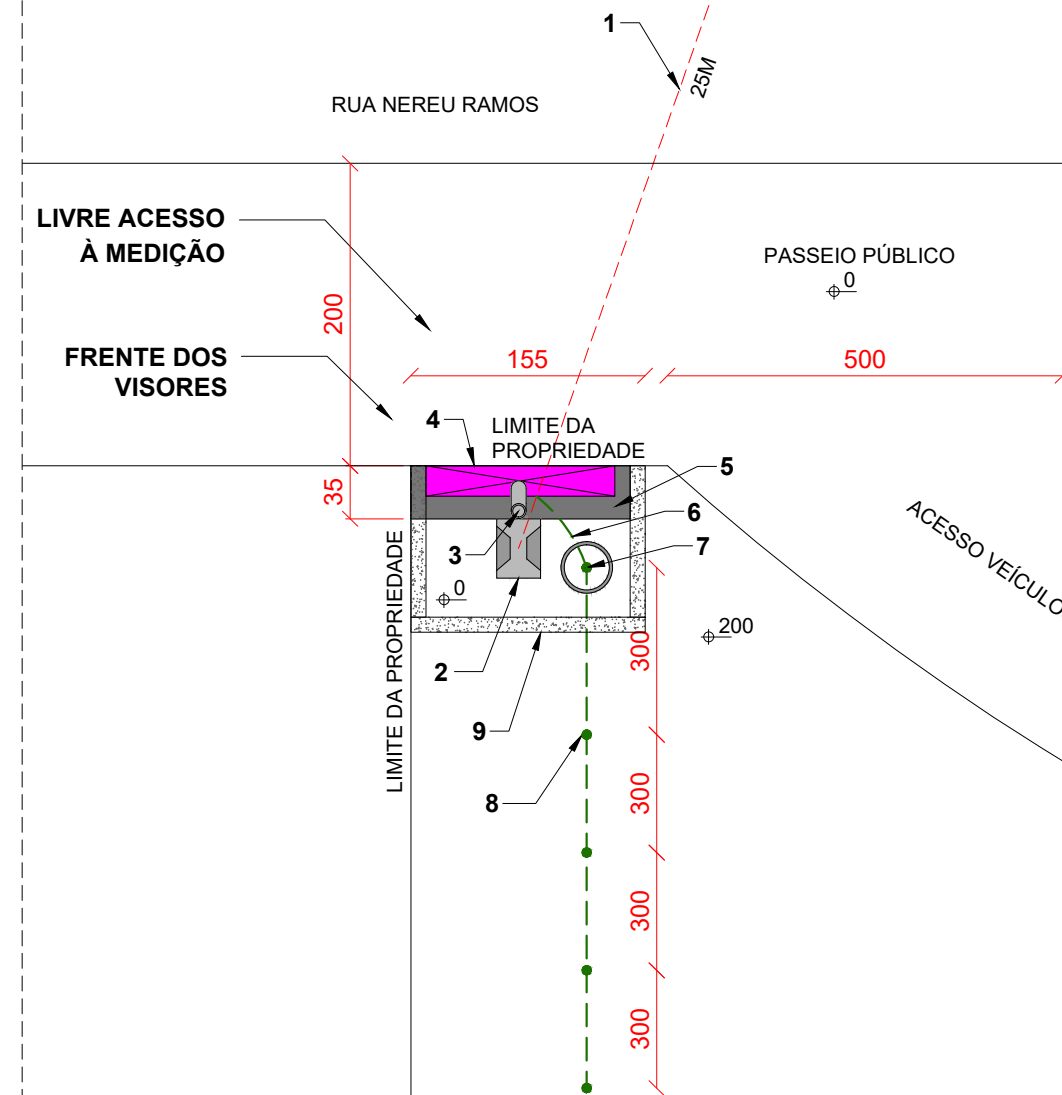 1
25M
RUA NEREU RAMOS
LIVRE ACESSO
À MEDIÇÃO
PASSEIO PÚBLICO
0
200
155
500
FRENTE DOS
VISORES
4
LIMITE DA
PROPRIEDADE
5
35
6
3
7
ACESSO VEÍCULO
LIMITE DA PROPRIEDADE
0
200
300
2
9
8
300
300
300